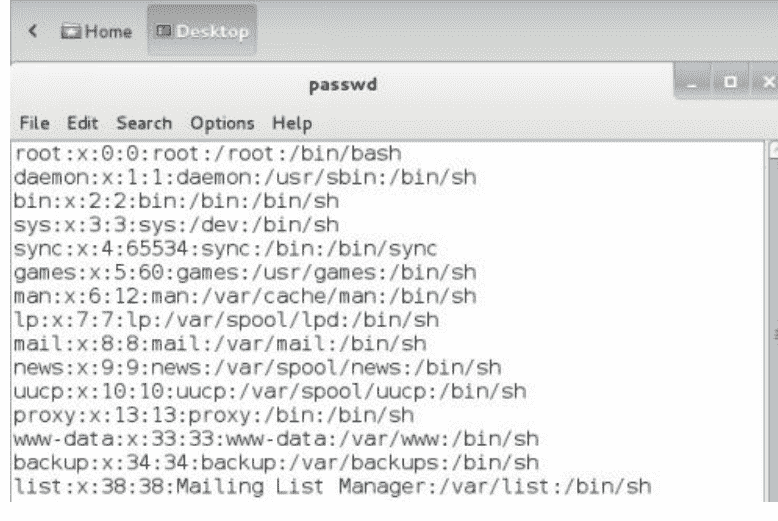 Home Desktop
passwd
File Edit Search Options Help
root:x:0:0:root:/root:/bin/bash
daemon:x:1:1:daemon:/usr/sbin:/bin/sh
bin:x:2:2:bin:/bin:/bin/sh
sys:x:3:3:sys:/dev:/bin/sh
sync:x:4:65534:sync:/bin:/bin/sync
games:x:5:60:games:/usr/games:/bin/sh
man:x:6:12:man:/var/cache/man:/bin/sh
lp:x:7:7:lp:/var/spool/lpd:/bin/sh
mail:x:8:8:mail:/var/mail:/bin/sh
news:x:9:9:news:/var/spool/news:/bin/sh
uucp:x:10:10:uucp:/var/spool/uucp:/bin/sh
proxy:x:13:13:proxy:/bin:/bin/sh
www-data:x:33:33:www-data:/var/www:/bin/sh
backup:x:34:34:backup:/var/backups:/bin/sh
list:x:38:38:Mailing List Manager:/var/list:/bin/sh